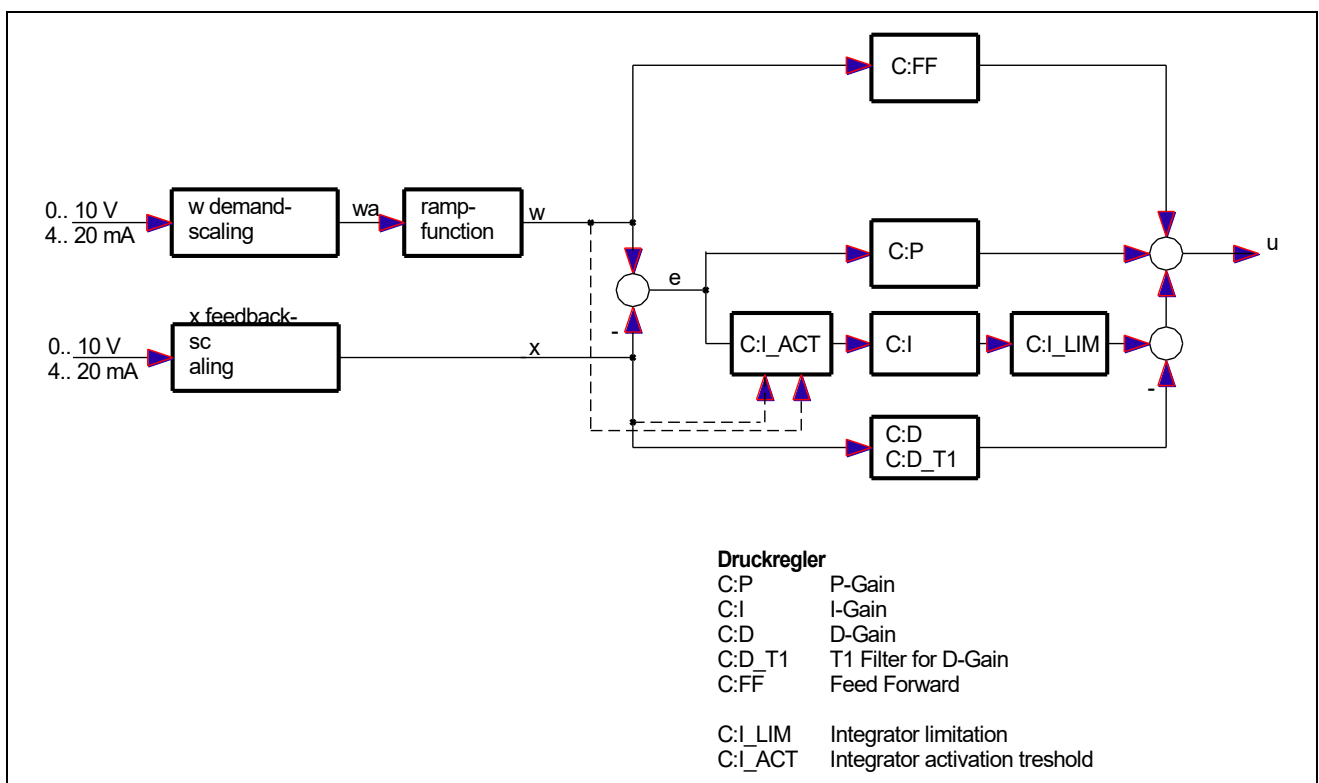 C:FF
0.. 10 V
4.. 20 mA
w demand-
scaling
wa
ramp-
function
w
C:P
u
e
x feedback-
sc
aling
0.. 10 V
4.. 20 mA
x
-
C:I_ACT
C:I
C:I_LIM
-
C:D
C:D_T1
Druckregler
C:P P-Gain
C:I I-Gain
C:D D-Gain
C:D_T1 T1 Filter for D-Gain
C:FF Feed Forward
C:I_LIM Integrator limitation
C:I_ACT Integrator activation treshold